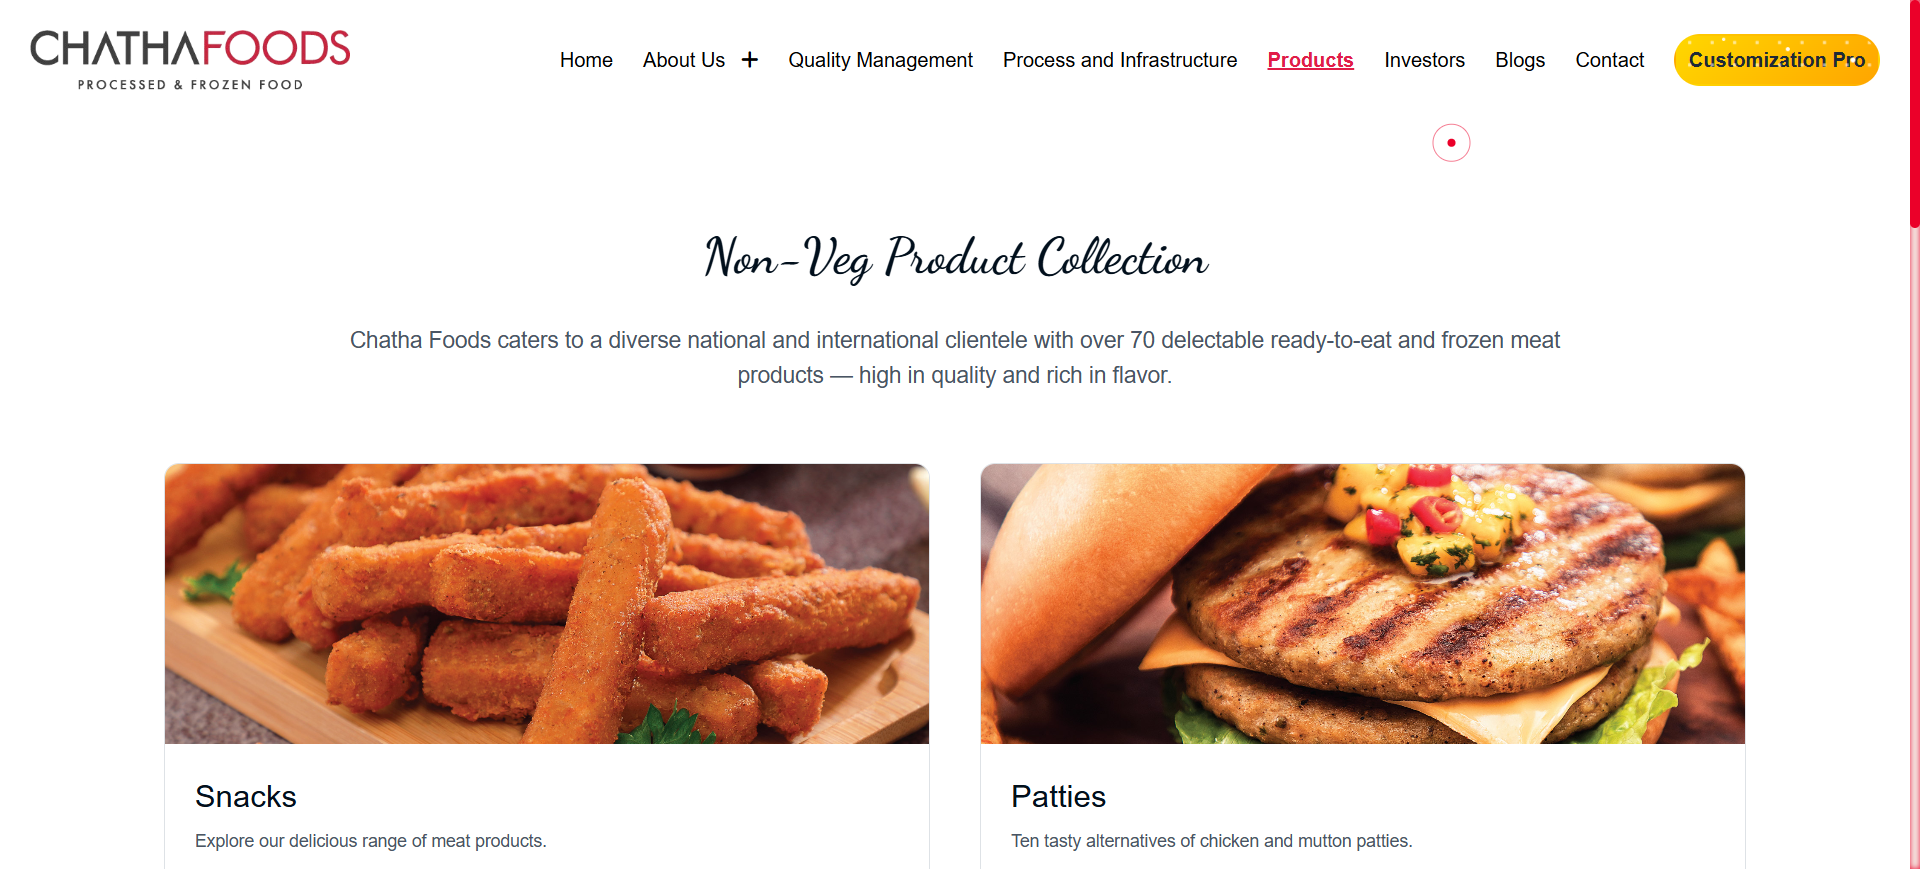 CHATHAFOODS
PROCESSED & FROZEN FOOD
Home
About Us +
Quality Management
Process and Infrastructure
Products
Investors
Blogs
Contact
Customization Pro
Non-Veg Product Collection
Chatha Foods caters to a diverse national and international clientele with over 70 delectable ready-to-eat and frozen meat
products — high in quality and rich in flavor.
Snacks
Explore our delicious range of meat products.
Patties
Ten tasty alternatives of chicken and mutton patties.